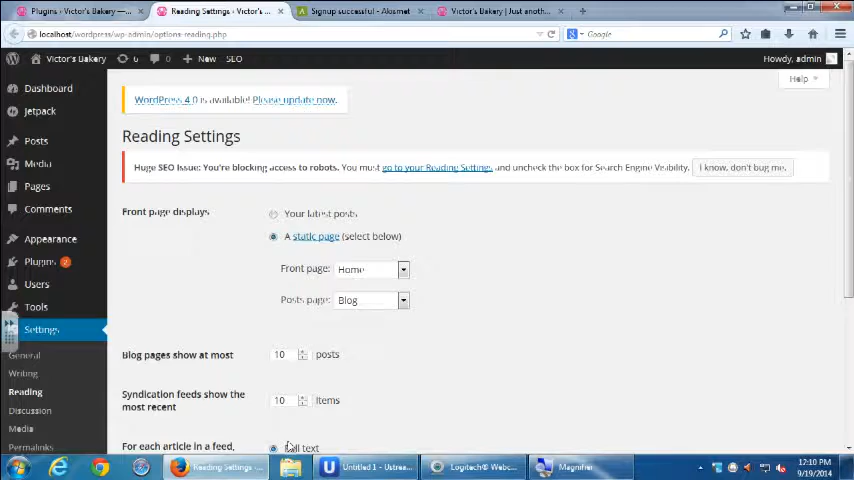 Plugins ‹ Victor's Bakery —...
Reading Settings ‹ Victor's...
Signup successful - Akismet
Victor's Bakery | Just anoth...
localhost/wordpress/wp-admin/options-reading.php
Google
Victor's Bakery
6
0
New
SEO
Howdy, admin
Help
Dashboard
Jetpack
Posts
Media
Pages
Comments
Appearance
Plugins 2
Users
Tools
Settings
General
Writing
Reading
Discussion
Media
Permalinks
WordPress 4.0 is available! Please update now.
Reading Settings
Huge SEO Issue: You're blocking access to robots. You must go to your Reading Settings and uncheck the box for Search Engine Visibility.
I know, don't bug me.
Front page displays
Your latest posts
A static page (select below)
Front page: Home
Posts page: Blog
Blog pages show at most
10 posts
Syndication feeds show the
most recent
10 items
For each article in a feed,
text
Reading Settings ‹ ...
Untitled 1 - Ustrea...
Logitech® Webc...
Magnifier
12:10 PM
9/19/2014